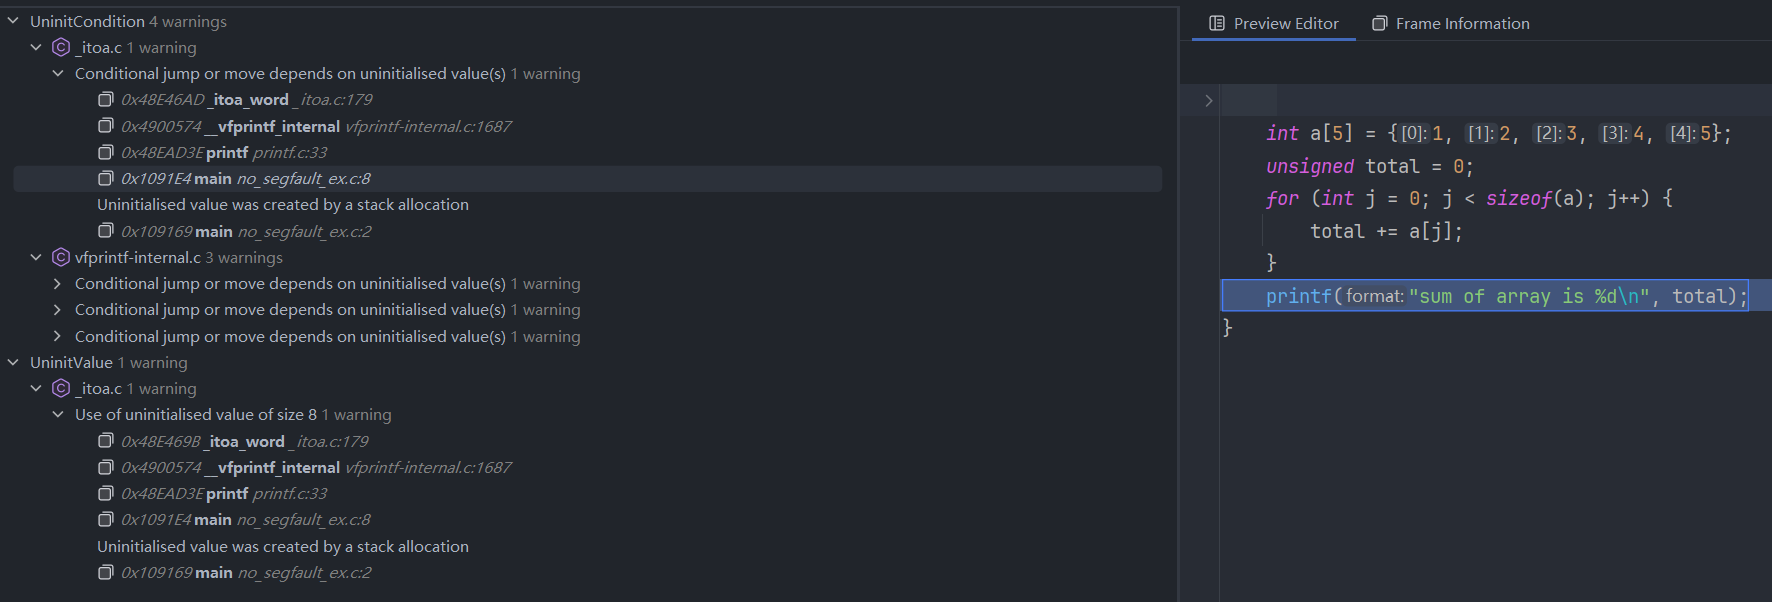 UninitCondition 4 warnings
_itoa.c 1 warning
Conditional jump or move depends on uninitialised value(s) 1 warning
0x48E46AD _itoa_word _itoa.c:179
0x4900574 __vfprintf_internal vfprintf-internal.c:1687
0x48EAD3E printf printf.c:33
0x1091E4 main no_segfault_ex.c:8
Uninitialised value was created by a stack allocation
0x109169 main no_segfault_ex.c:2
vfprintf-internal.c 3 warnings
Conditional jump or move depends on uninitialised value(s) 1 warning
Conditional jump or move depends on uninitialised value(s) 1 warning
Conditional jump or move depends on uninitialised value(s) 1 warning
UninitValue 1 warning
_itoa.c 1 warning
Use of uninitialised value of size 8 1 warning
0x48E469B _itoa_word _itoa.c:179
0x4900574 __vfprintf_internal vfprintf-internal.c:1687
0x48EAD3E printf printf.c:33
0x1091E4 main no_segfault_ex.c:8
Uninitialised value was created by a stack allocation
0x109169 main no_segfault_ex.c:2
Preview Editor
Frame Information
int a[5] = {[0]: 1, [1]: 2, [2]: 3, [3]: 4, [4]: 5};
unsigned total = 0;
for (int j = 0; j < sizeof(a); j++) {
total += a[j];
}
printf(format: "sum of array is %d\n", total);
}